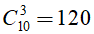 $C_{10}^{3} = 120$